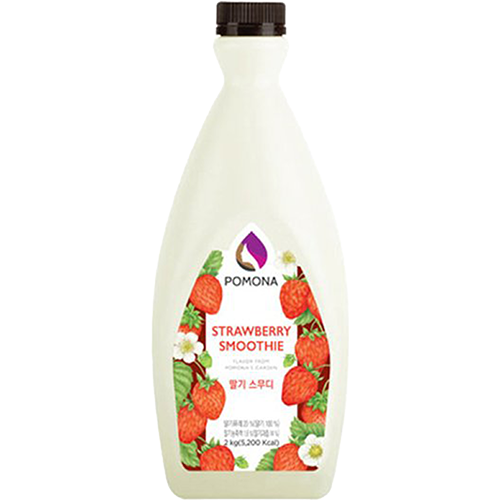 POMONA
STRAWBERRY
SMOOTHIE
FLAVOR FROM
POMONA'S GARDEN
딸기 스무디
2 kg(5,200 Kcal)